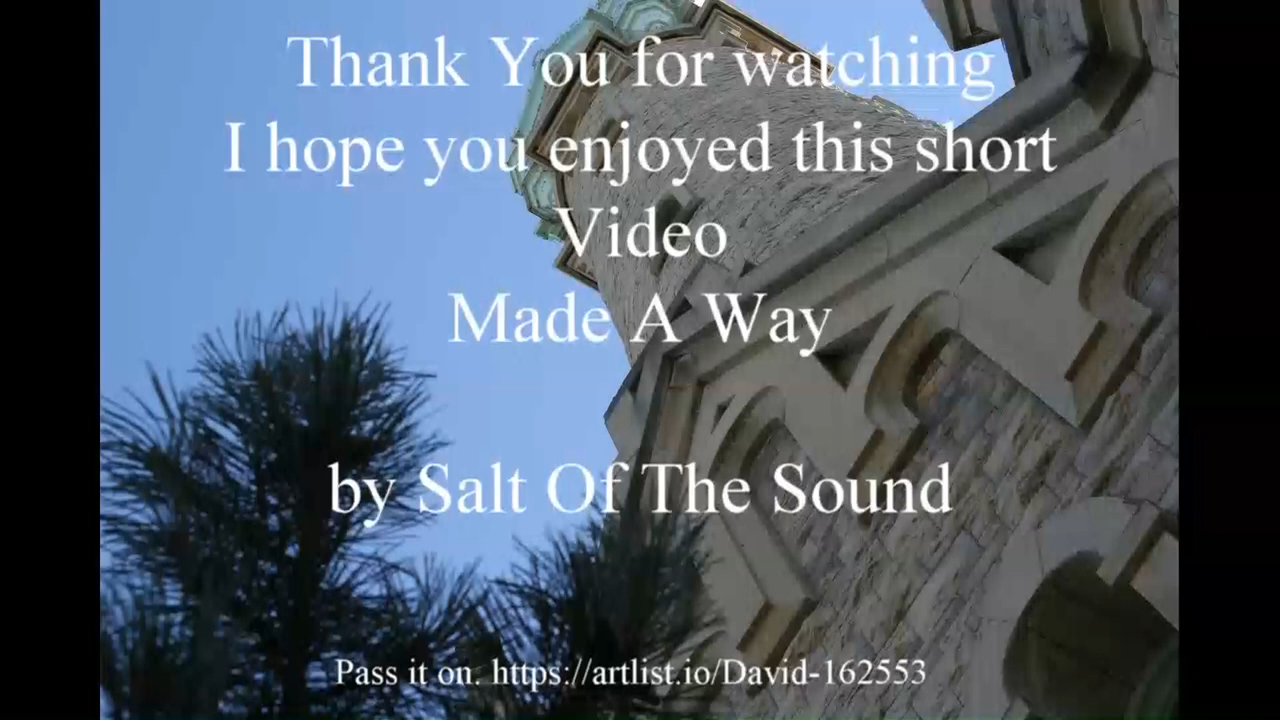 Thank You for watching
I hope you enjoyed this short
Video
Made A Way
by Salt Of The Sound
Pass it on. https://artlist.io/David-162553